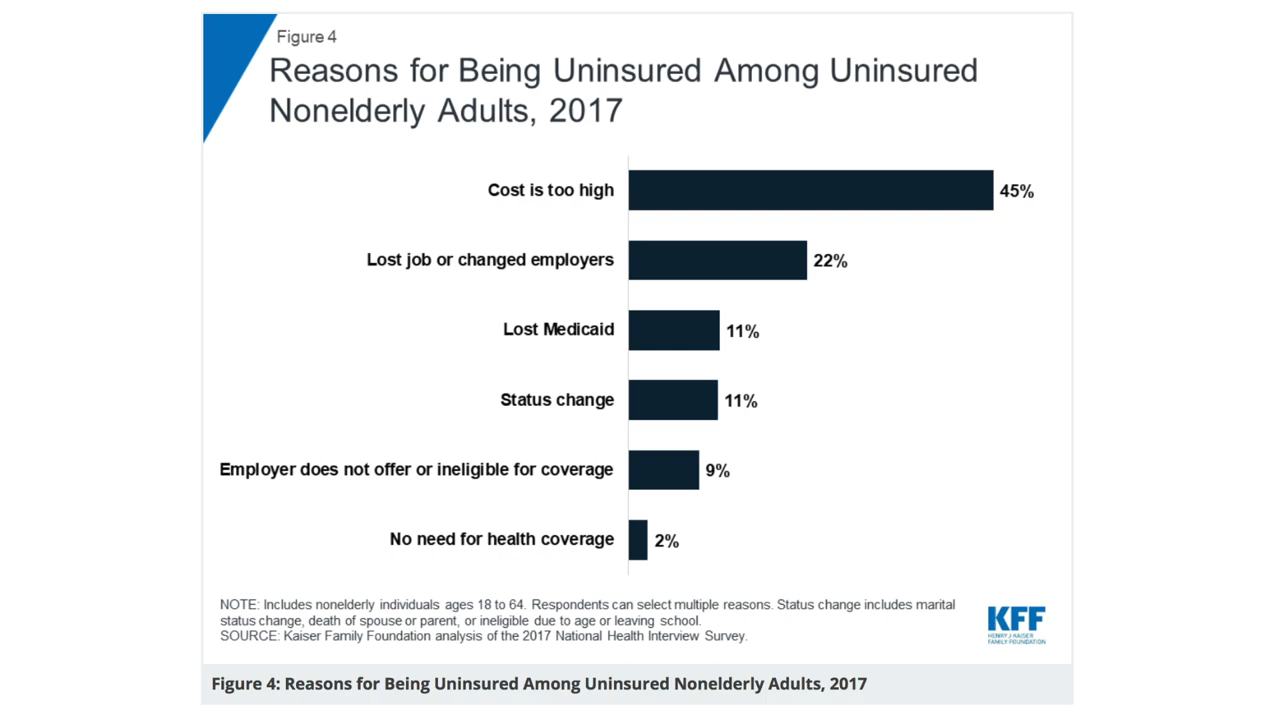 Figure 4
Reasons for Being Uninsured Among Uninsured
Nonelderly Adults, 2017
Cost is too high 45%
Lost job or changed employers 22%
Lost Medicaid 11%
Status change 11%
Employer does not offer or ineligible for coverage 9%
No need for health coverage 2%
NOTE: Includes nonelderly individuals ages 18 to 64. Respondents can select multiple reasons. Status change includes marital
status change, death of spouse or parent, or ineligible due to age or leaving school.
SOURCE: Kaiser Family Foundation analysis of the 2017 National Health Interview Survey.
KFF
HENRY J KAISER
FAMILY FOUNDATION
Figure 4: Reasons for Being Uninsured Among Uninsured Nonelderly Adults, 2017